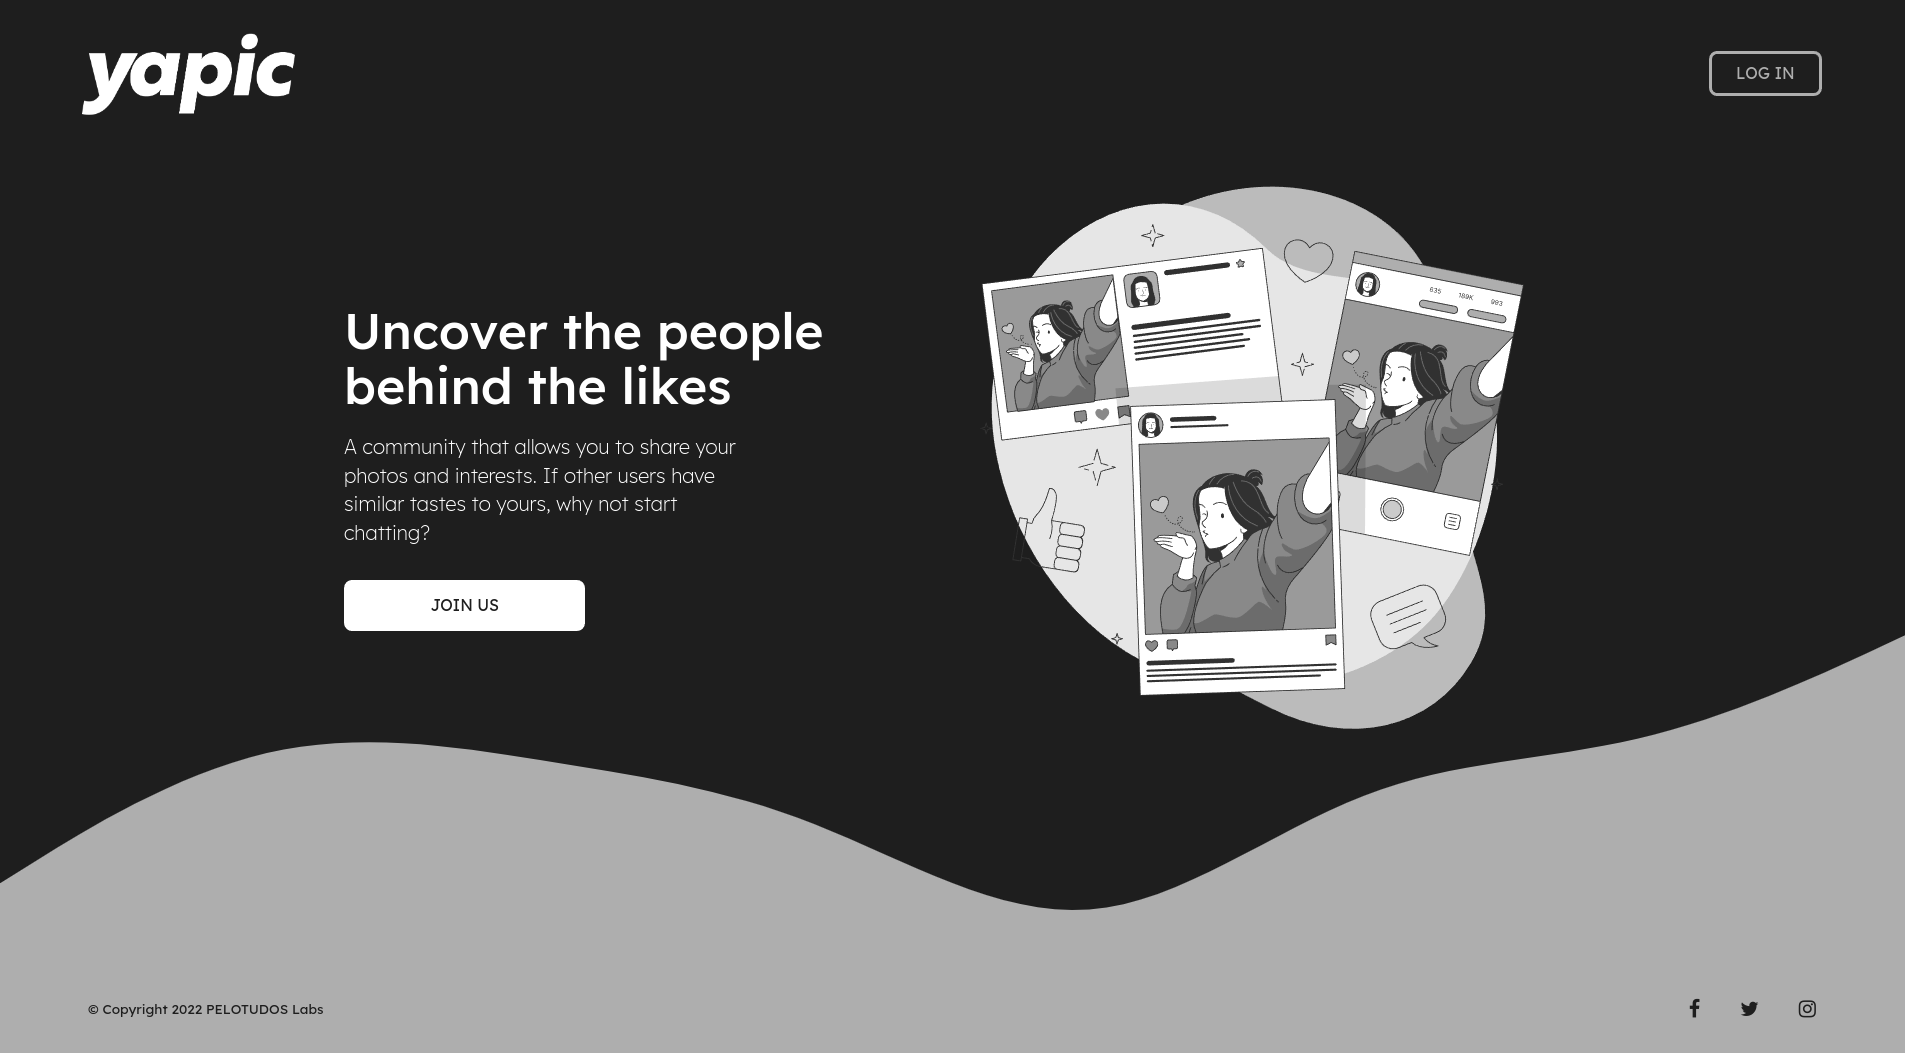 yapic
LOG IN
Uncover the people
behind the likes
A community that allows you to share your
photos and interests. If other users have
similar tastes to yours, why not start
chatting?
JOIN US
635 189K 993
© Copyright 2022 PELOTUDOS Labs